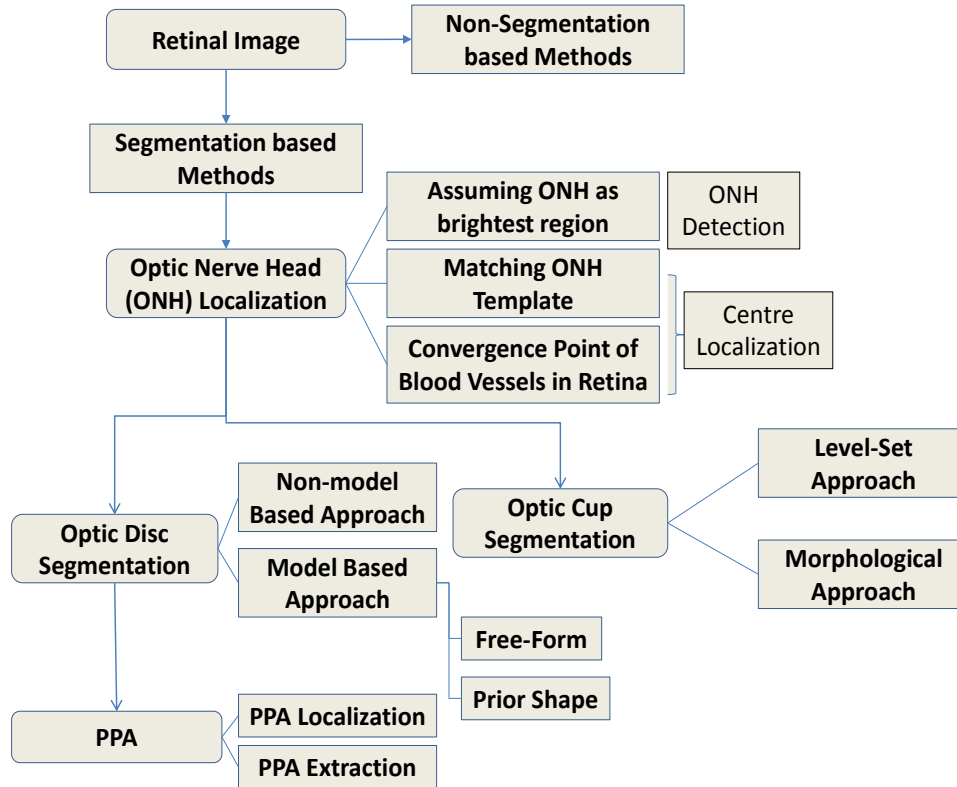 Retinal Image
Non-Segmentation
based Methods
Segmentation based
Methods
Assuming ONH as
brightest region
ONH
Detection
Optic Nerve Head
(ONH) Localization
Matching ONH
Template
Centre
Localization
Convergence Point of
Blood Vessels in Retina
Level-Set
Approach
Non-model
Based Approach
Optic Cup
Segmentation
Optic Disc
Segmentation
Model Based
Approach
Morphological
Approach
Free-Form
Prior Shape
PPA
PPA Localization
PPA Extraction